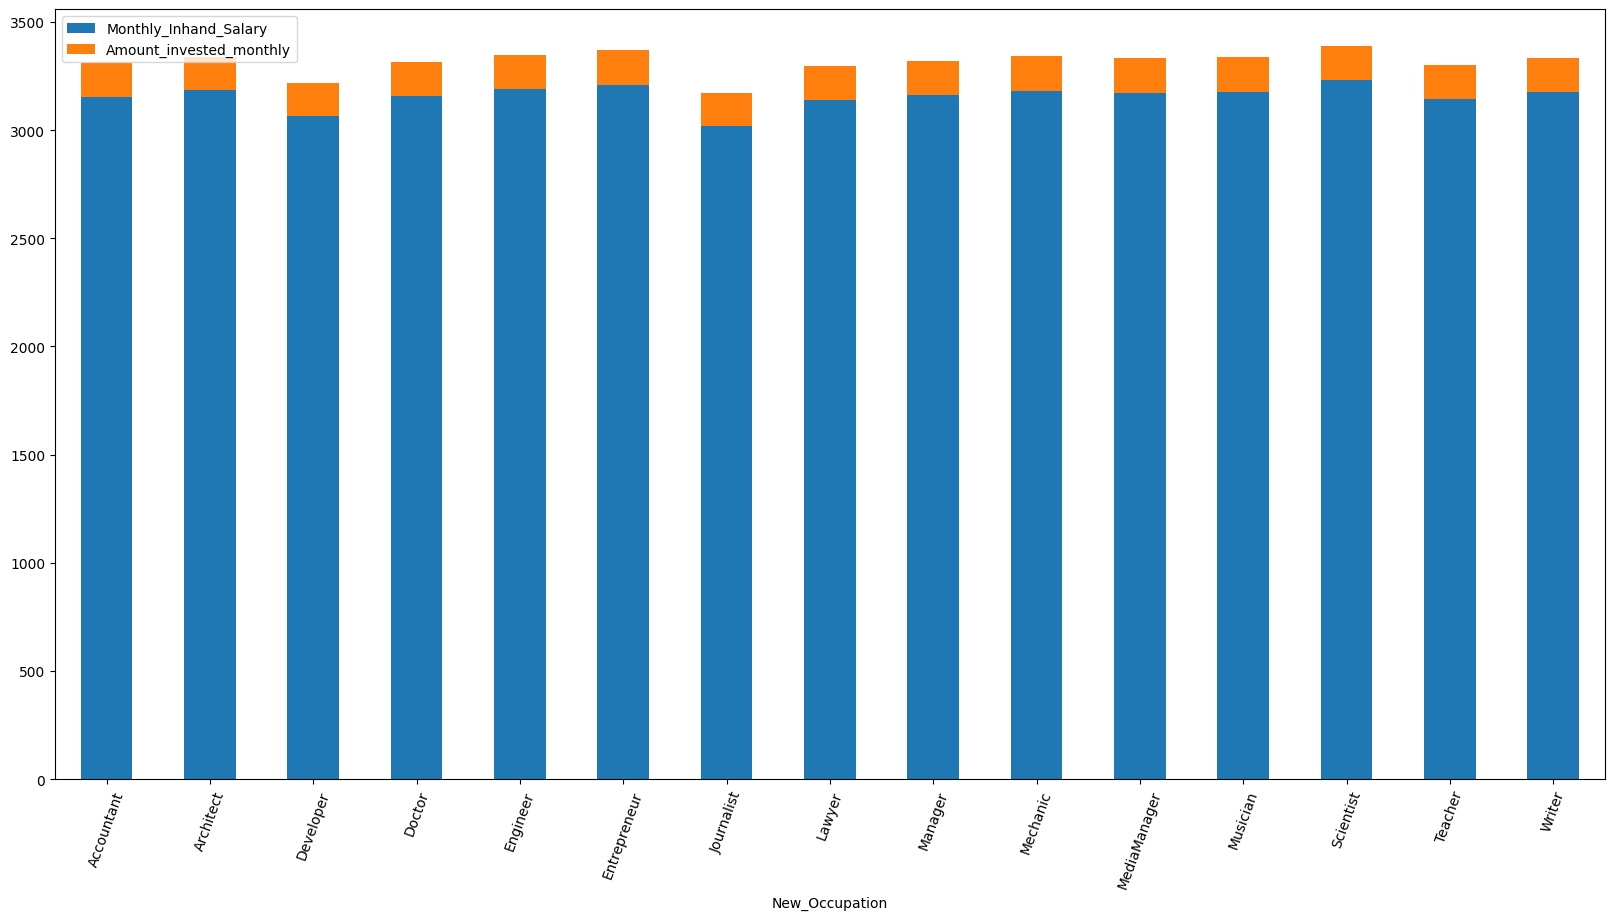 Monthly_Inhand_Salary
Amount_invested_monthly
3500
3000
2500
2000
1500
1000
500
0
Accountant
Architect
Developer
Doctor
Engineer
Entrepreneur
Journalist
Lawyer
Manager
Mechanic
MediaManager
Musician
Scientist
Teacher
Writer
New_Occupation